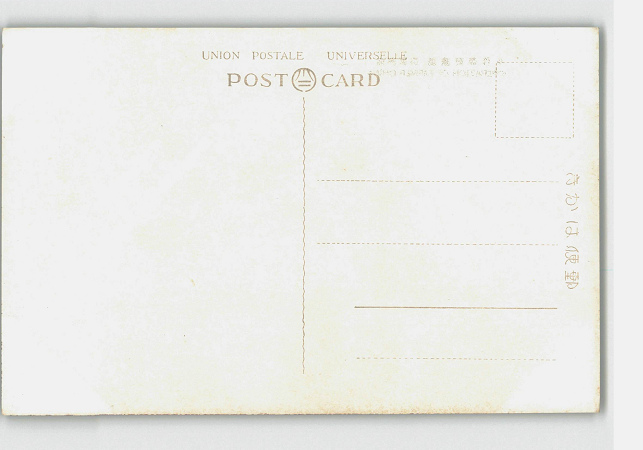 UNION POSTALE UNIVERSELLE
POST CARD
きかは便郵